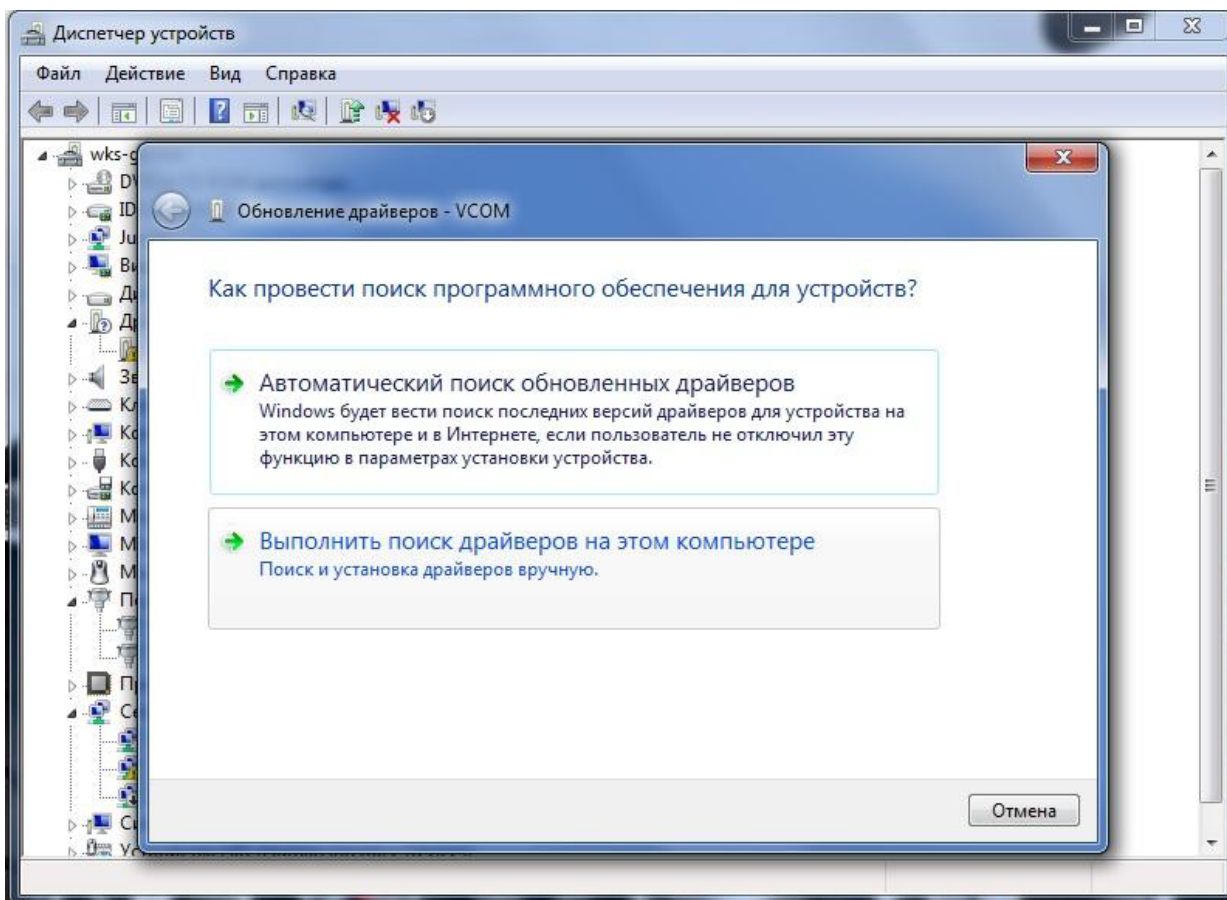 Диспетчер устройств
Файл Действие Вид Справка
Обновление драйверов - VCOM
Как провести поиск программного обеспечения для устройств?
Автоматический поиск обновленных драйверов
Windows будет вести поиск последних версий драйверов для устройства на
этом компьютере и в Интернете, если пользователь не отключил эту
функцию в параметрах установки устройства.
Выполнить поиск драйверов на этом компьютере
Поиск и установка драйверов вручную.
Отмена